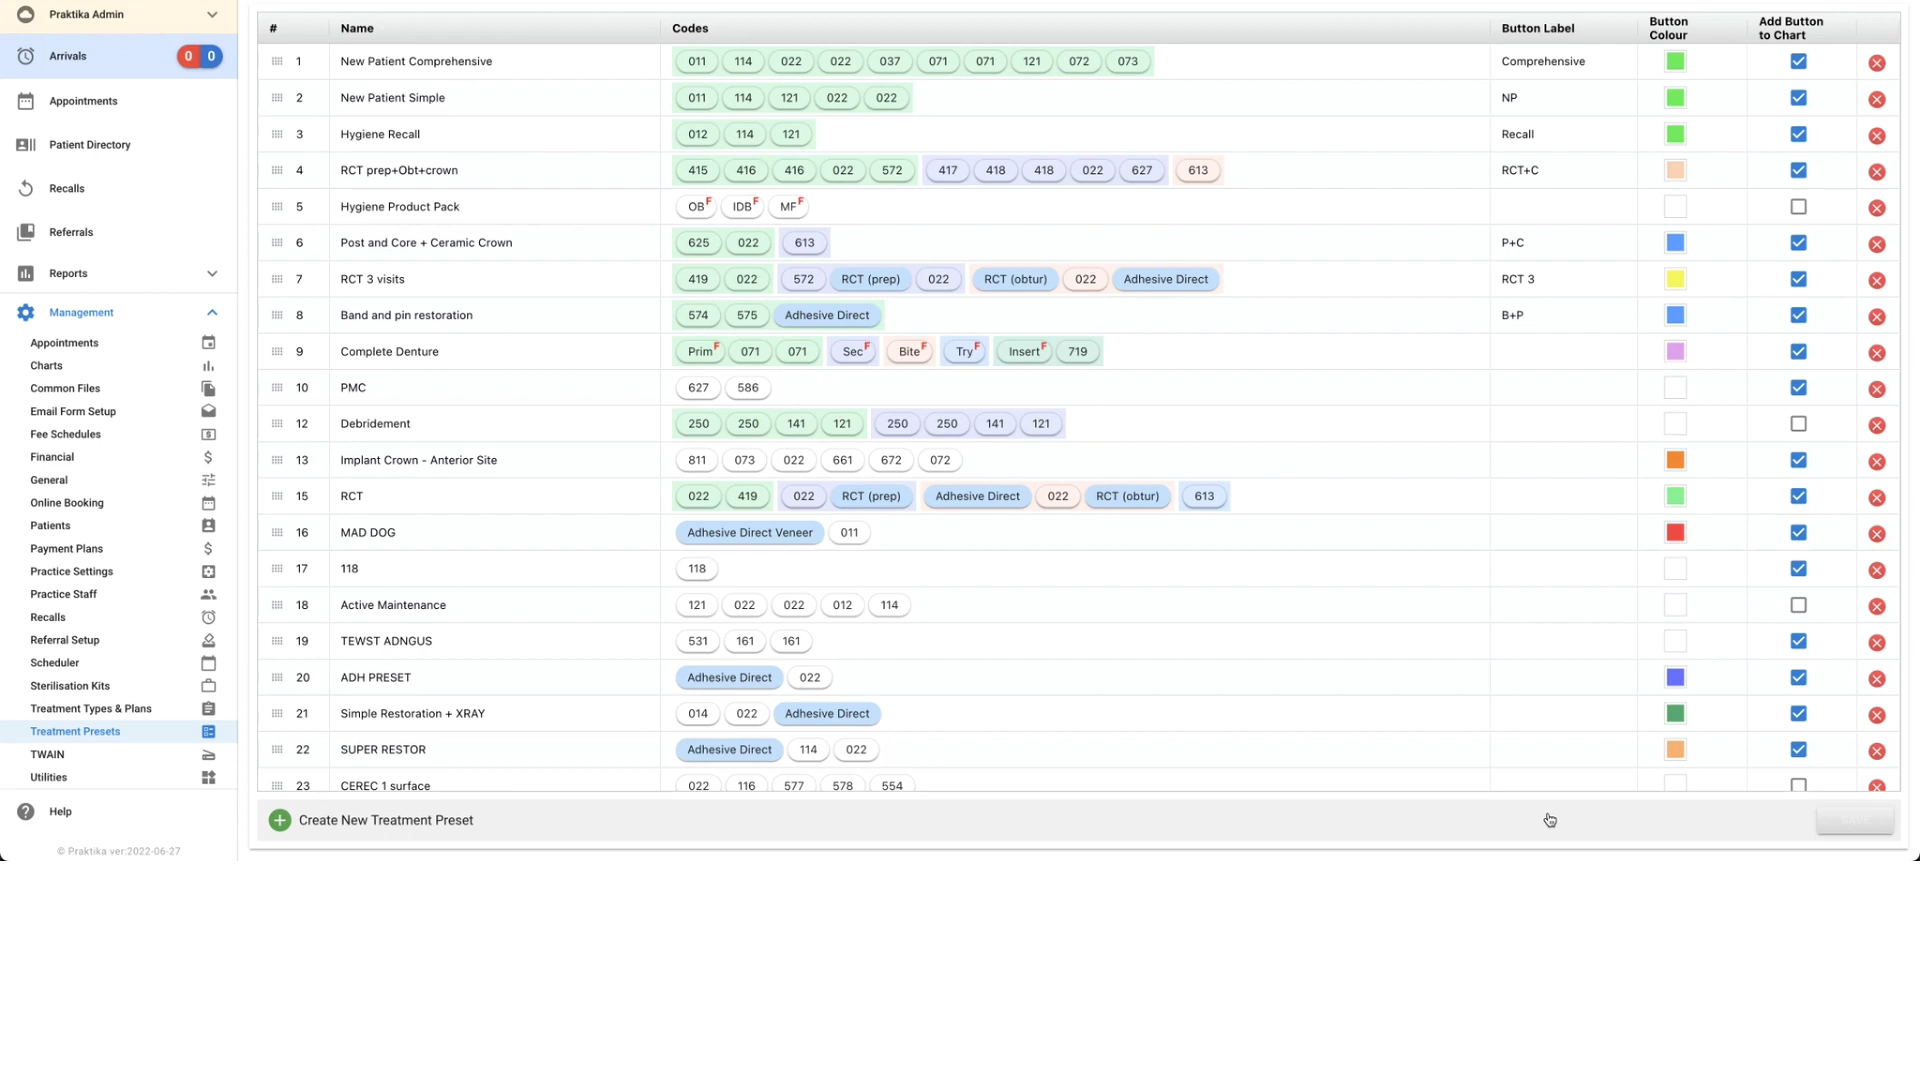 Praktika Admin
Arrivals 0 0
Appointments
Patient Directory
Recalls
Referrals
Reports
Management
Appointments
Charts
Common Files
Email Form Setup
Fee Schedules
Financial
General
Online Booking
Patients
Payment Plans
Practice Settings
Practice Staff
Recalls
Referral Setup
Scheduler
Sterilisation Kits
Treatment Types & Plans
Treatment Presets
TWAIN
Utilities
Help
© Praktika ver:2022-06-27
# Name Codes Button Label Button Colour Add Button to Chart
1 New Patient Comprehensive 011 114 022 022 037 071 071 121 072 073 Comprehensive
2 New Patient Simple 011 114 121 022 022 NP
3 Hygiene Recall 012 114 121 Recall
4 RCT prep+Obt+crown 415 416 416 022 572 417 418 418 022 627 613 RCT+C
5 Hygiene Product Pack OB F IDB F MF F
6 Post and Core + Ceramic Crown 625 022 613 P+C
7 RCT 3 visits 419 022 572 RCT (prep) 022 RCT (obtur) 022 Adhesive Direct RCT 3
8 Band and pin restoration 574 575 Adhesive Direct B+P
9 Complete Denture Prim F 071 071 Sec F Bite F Try F Insert F 719
10 PMC 627 586
12 Debridement 250 250 141 121 250 250 141 121
13 Implant Crown - Anterior Site 811 073 022 661 672 072
15 RCT 022 419 022 RCT (prep) Adhesive Direct 022 RCT (obtur) 613
16 MAD DOG Adhesive Direct Veneer 011
17 118 118
18 Active Maintenance 121 022 022 012 114
19 TEWST ADNGUS 531 161 161
20 ADH PRESET Adhesive Direct 022
21 Simple Restoration + XRAY 014 022 Adhesive Direct
22 SUPER RESTOR Adhesive Direct 114 022
23 CEREC 1 surface 022 116 577 578 554
Create New Treatment Preset